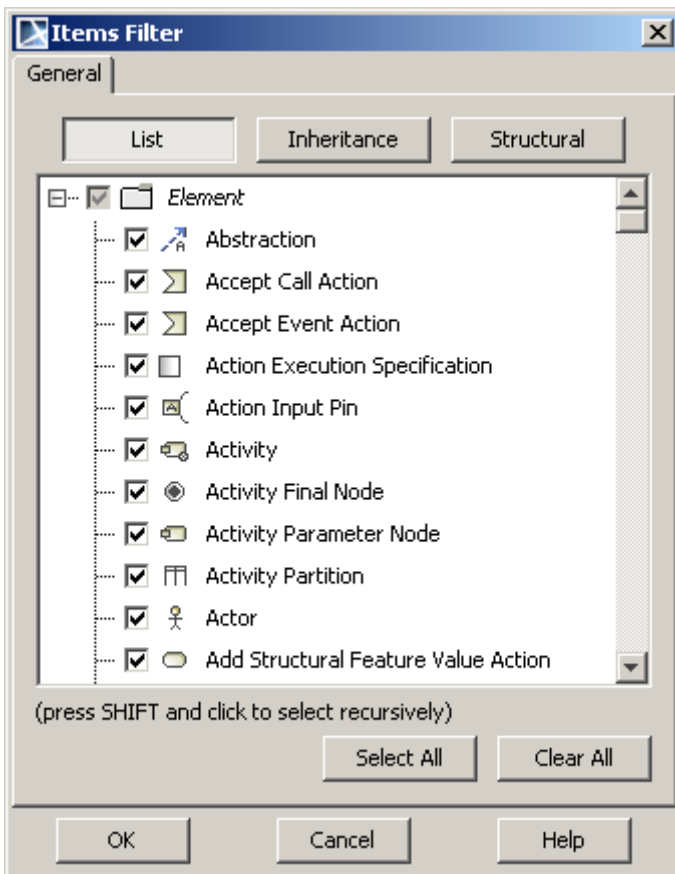 Items Filter
General
List Inheritance Structural
Element
Abstraction
Accept Call Action
Accept Event Action
Action Execution Specification
Action Input Pin
Activity
Activity Final Node
Activity Parameter Node
Activity Partition
Actor
Add Structural Feature Value Action
(press SHIFT and click to select recursively)
Select All Clear All
OK Cancel Help